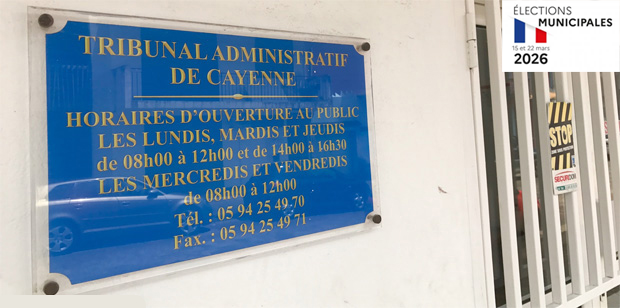 TRIBUNAL ADMINISTRATIF
DE CAYENNE
HORAIRES D'OUVERTURE AU PUBLIC
LES LUNDIS, MARDIS ET JEUDIS
de 08h00 à 12h00 et de 14h00 à 16h30
LES MERCREDIS ET VENDREDIS
de 08h00 à 12h00
Tél. : 05 94 25 49 70
Fax. : 05 94 25 49 71
ÉLECTIONS
MUNICIPALES
15 et 22 mars
2026
STOP